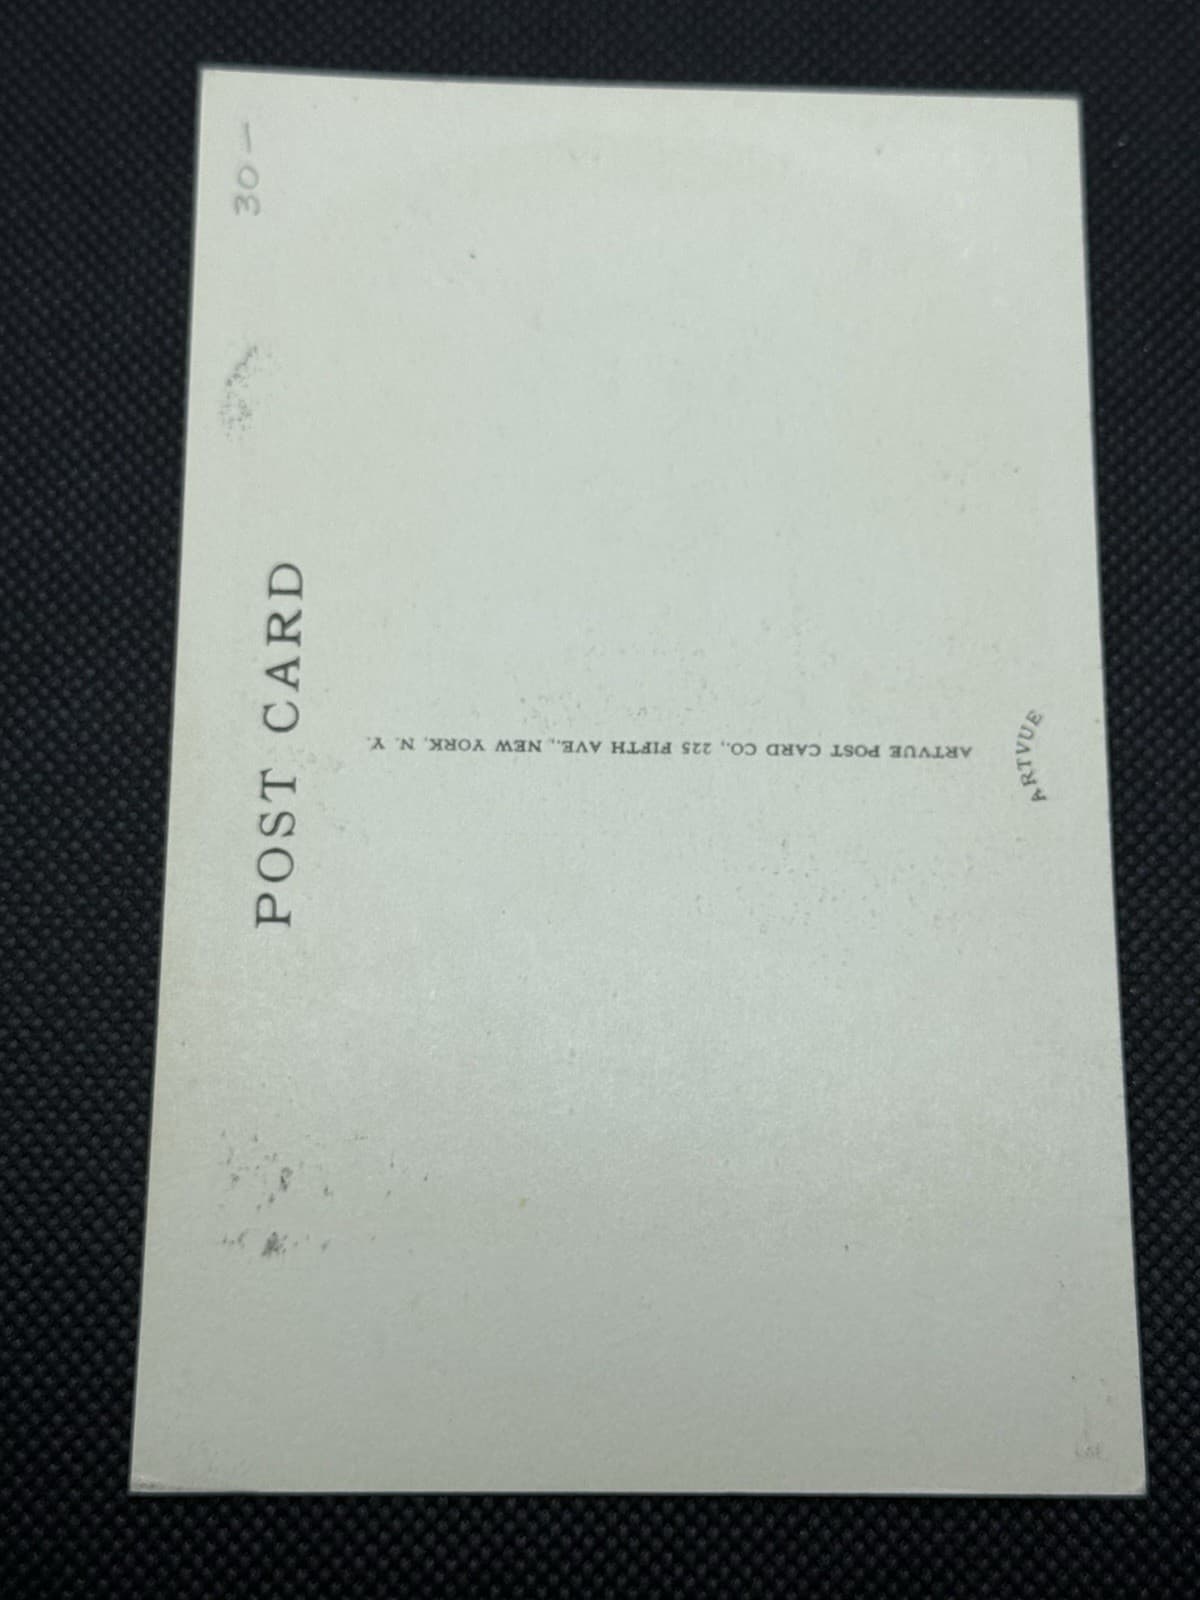 30—
POST CARD
ARTVUE POST CARD CO., 225 FIFTH AVE., NEW YORK, N. Y.
ARTVUE